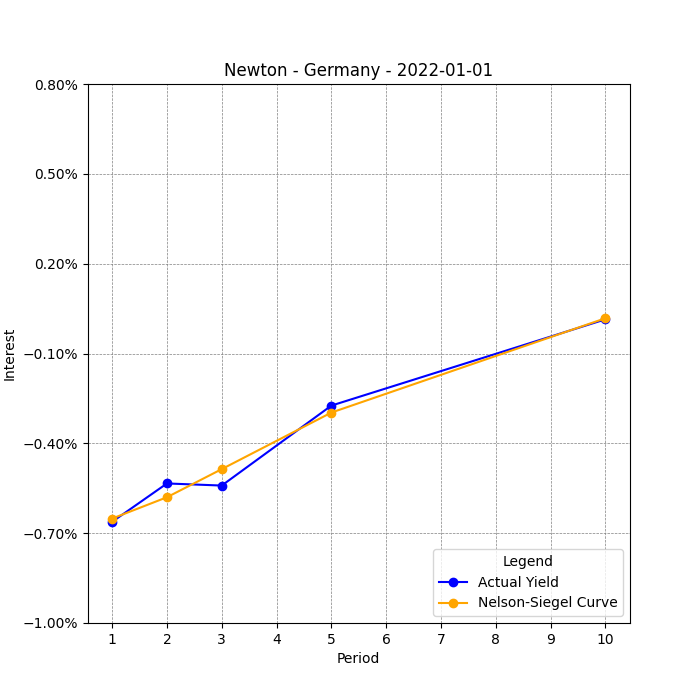 Newton - Germany - 2022-01-01
0.80%
0.50%
0.20%
−0.10%
−0.40%
−0.70%
−1.00%
Interest
1 2 3 4 5 6 7 8 9 10
Period
Legend
Actual Yield
Nelson-Siegel Curve